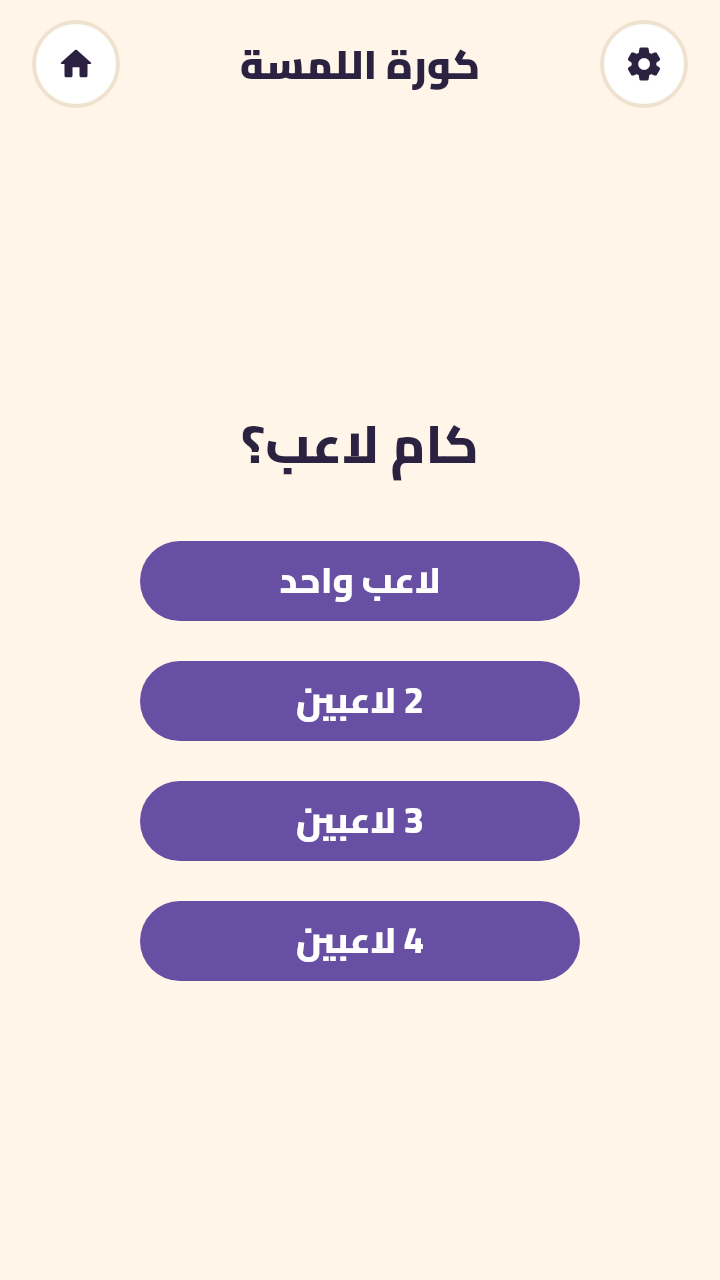 كورة اللمسة
كام لاعب؟
لاعب واحد
2 لاعبين
3 لاعبين
4 لاعبين